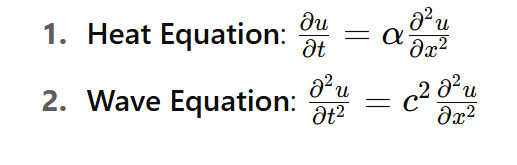 1. Heat Equation: ∂u/∂t = α ∂²u/∂x²
2. Wave Equation: ∂²u/∂t² = c² ∂²u/∂x²